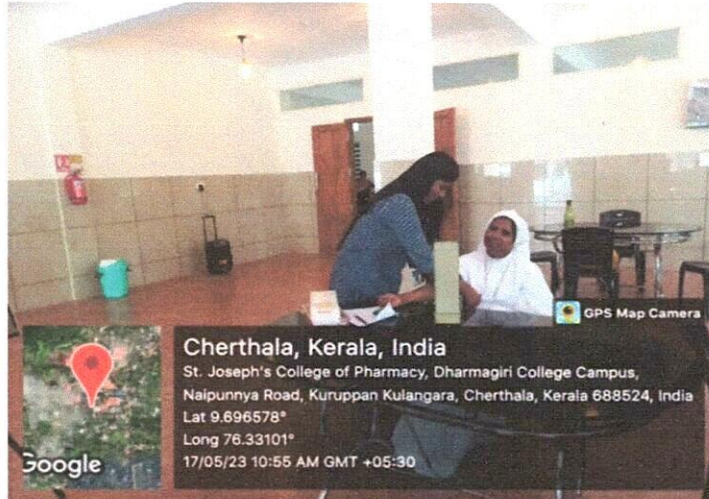 GPS Map Camera
Cherthala, Kerala, India
St. Joseph's College of Pharmacy, Dharmagiri College Campus,
Naipunnya Road, Kuruppan Kulangara, Cherthala, Kerala 688524, India
Lat 9.696578°
Long 76.33101°
17/05/23 10:55 AM GMT +05:30
Google